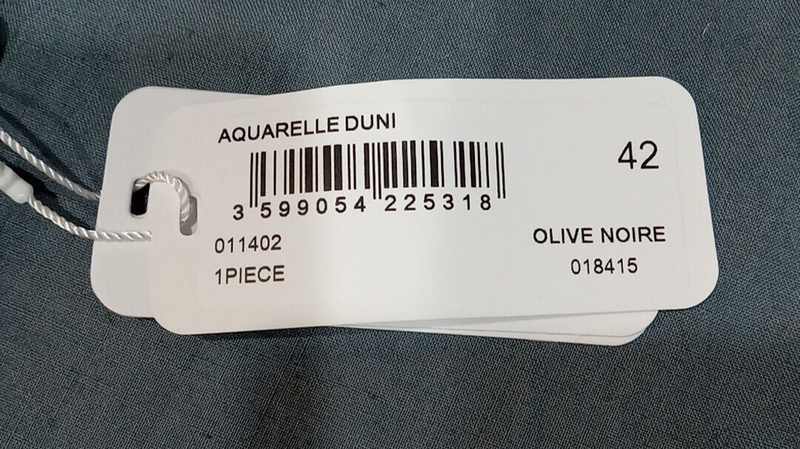 AQUARELLE DUNI
42
3 599054 225318
011402
OLIVE NOIRE
1PIECE
018415